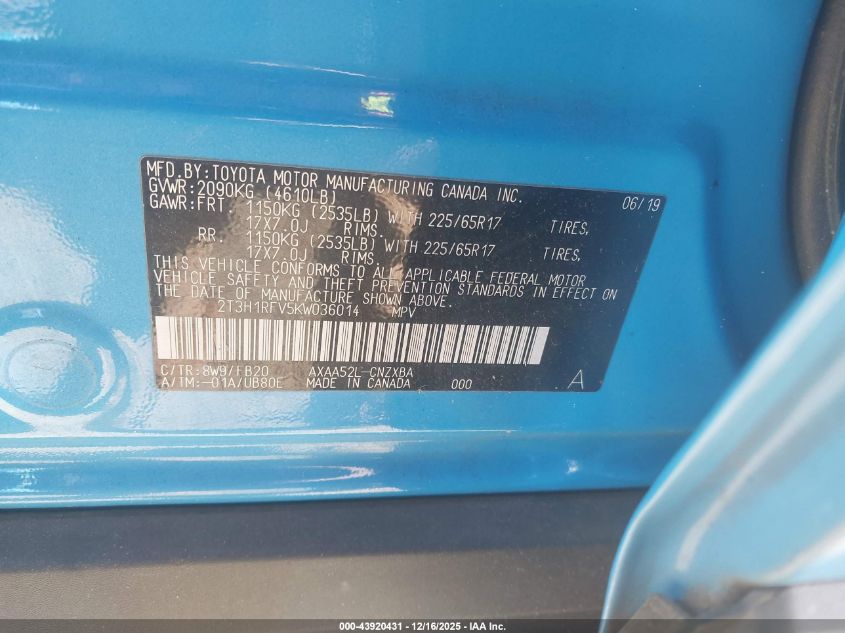 MFD.BY:TOYOTA MOTOR MANUFACTURING CANADA INC. 06/19
GVWR:2090KG (4610LB)
GAWR:FRT 1150KG (2535LB) WITH 225/65R17 TIRES,
17X7.0J RIMS.
RR 1150KG (2535LB) WITH 225/65R17 TIRES,
17X7.0J RIMS.
THIS VEHICLE CONFORMS TO ALL APPLICABLE FEDERAL MOTOR
VEHICLE SAFETY AND THEFT PREVENTION STANDARDS IN EFFECT ON
THE DATE OF MANUFACTURE SHOWN ABOVE.
2T3H1RFV5KW036014 MPV
C/TR:8W9/FB20 AXAA52L-CNZXBA
A/TM:-01A/UB80E MADE IN CANADA 000 A
000-43920431 - 12/16/2025 - IAA Inc.